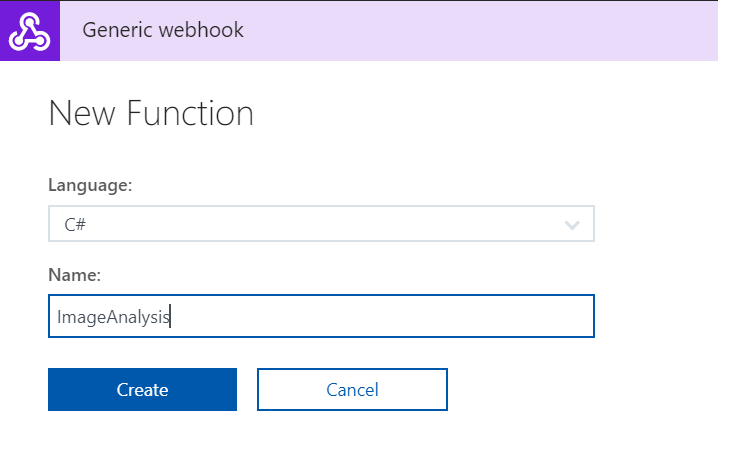 Generic webhook
New Function
Language:
C#
Name:
ImageAnalysis
Create Cancel